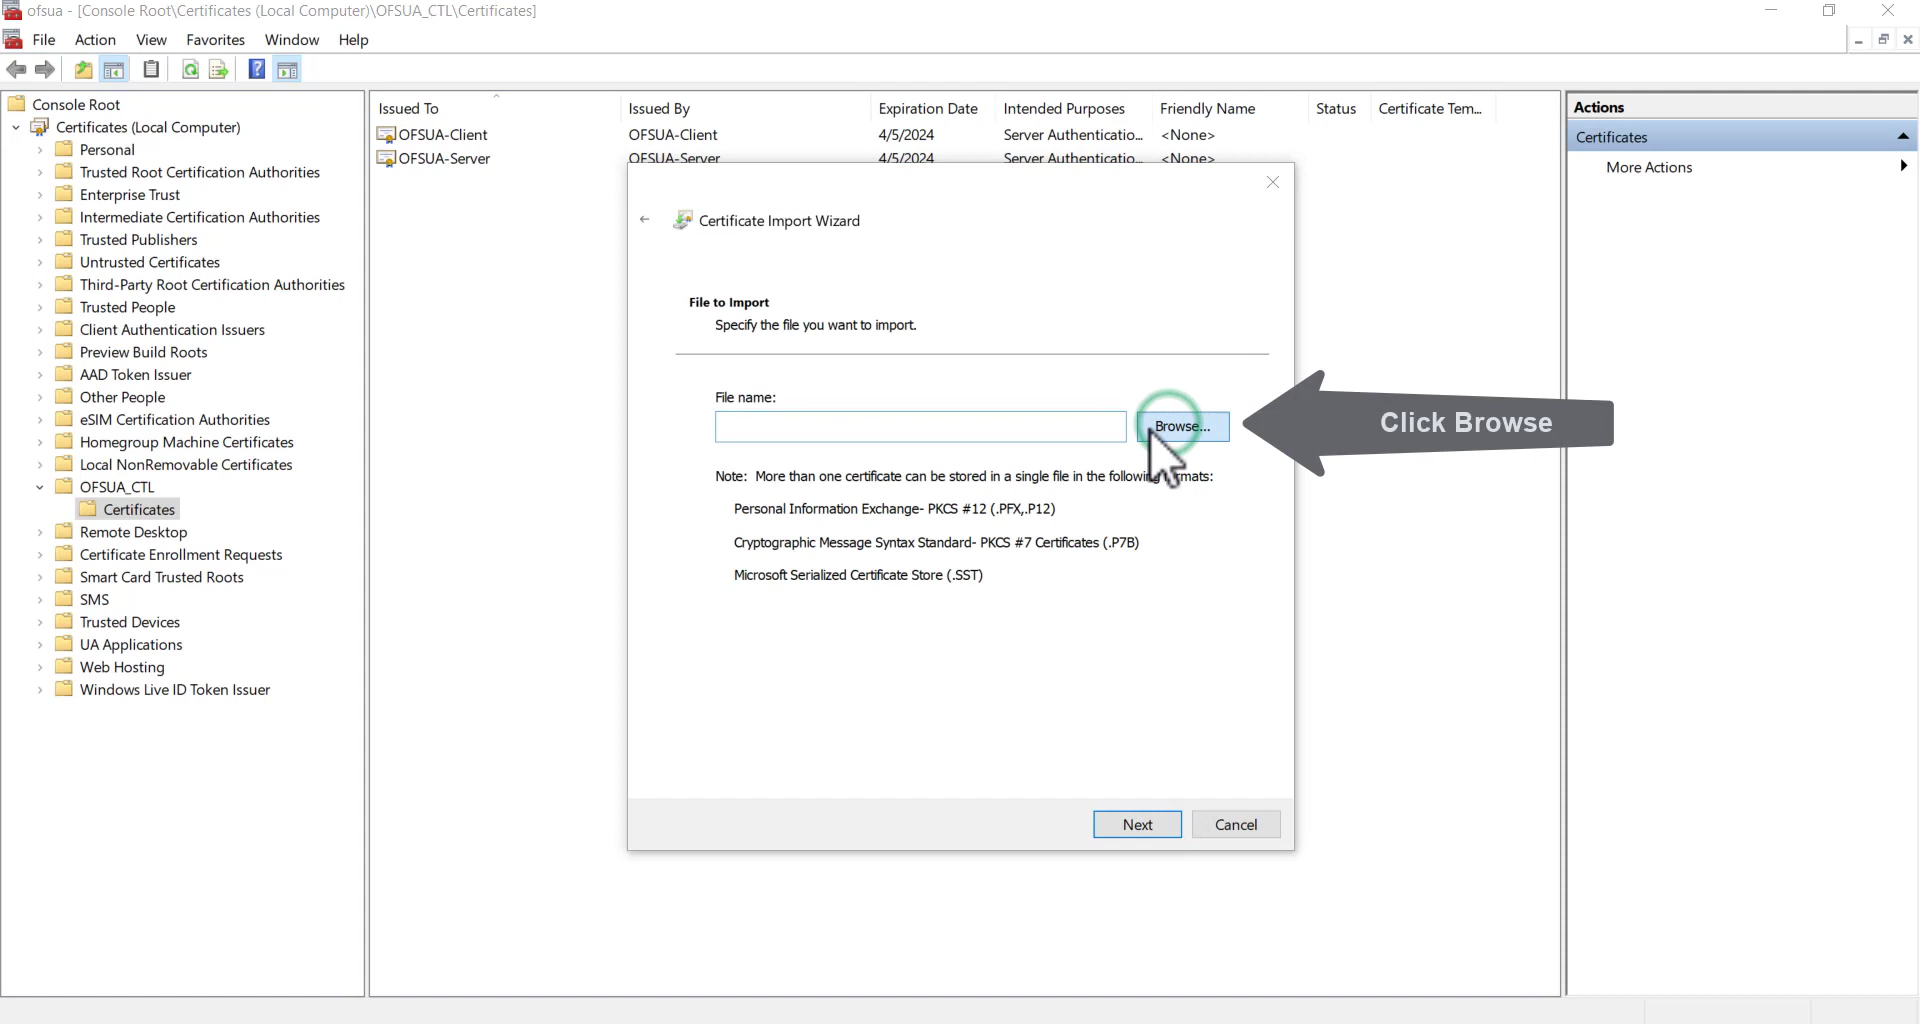 ofsua - [Console Root\Certificates (Local Computer)\OFSUA_CTL\Certificates]
File Action View Favorites Window Help
Console Root
Certificates (Local Computer)
Personal
Trusted Root Certification Authorities
Enterprise Trust
Intermediate Certification Authorities
Trusted Publishers
Untrusted Certificates
Third-Party Root Certification Authorities
Trusted People
Client Authentication Issuers
Preview Build Roots
AAD Token Issuer
Other People
eSIM Certification Authorities
Homegroup Machine Certificates
Local NonRemovable Certificates
OFSUA_CTL
Certificates
Remote Desktop
Certificate Enrollment Requests
Smart Card Trusted Roots
SMS
Trusted Devices
UA Applications
Web Hosting
Windows Live ID Token Issuer
Issued To Issued By Expiration Date Intended Purposes Friendly Name Status Certificate Tem...
OFSUA-Client OFSUA-Client 4/5/2024 Server Authenticatio... <None>
OFSUA-Server OFSUA-Server 4/5/2024 Server Authenticatio... <None>
Certificate Import Wizard
File to Import
Specify the file you want to import.
File name:
Browse...
Click Browse
Note: More than one certificate can be stored in a single file in the following
Personal Information Exchange- PKCS #12 (.PFX,.P12)
Cryptographic Message Syntax Standard- PKCS #7 Certificates (.P7B)
Microsoft Serialized Certificate Store (.SST)
Next Cancel
Actions
Certificates
More Actions